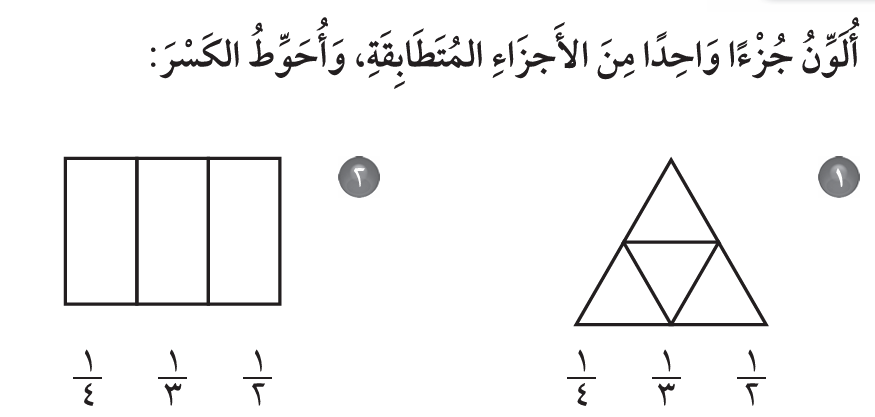 أُلَوِّنُ جُزْءًا وَاحِدًا مِنَ الأَجزَاءِ المُتَطَابِقَةِ، وَأُحَوِّطُ الكَسْرَ:
١
٢
١/٢ ١/٣ ١/٤
١/٢ ١/٣ ١/٤